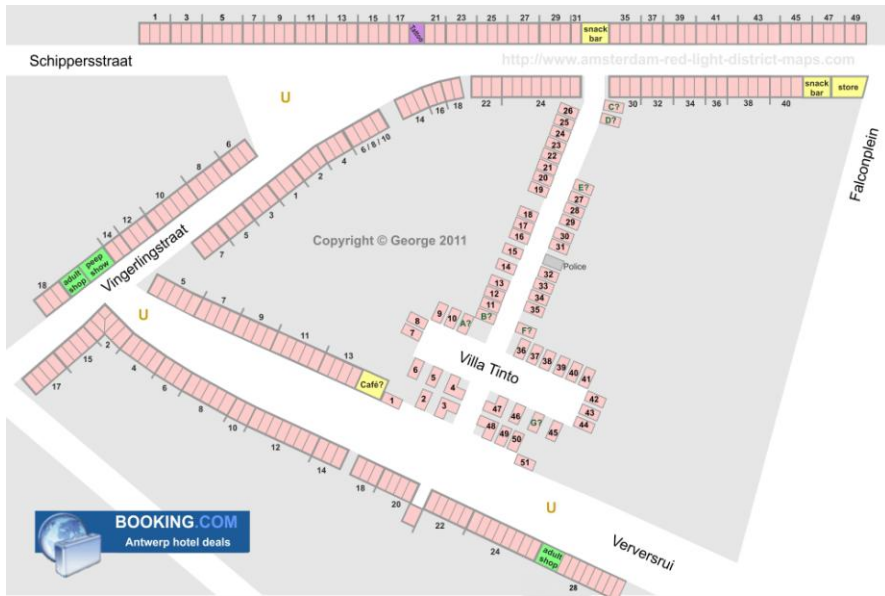 1 3 5 7 9 11 13 15 17 Tattoo 21 29 27 29 31 snack bar 35 37 39 41 43 45 47 49
Schippersstraat
http://www.amsterdam-red-light-district-maps.com
U
14 16 18
22 24
30 32 34 36 38 40
snack bar
store
6 / 8 / 10
4
2
1
3
5
7
6
8
10
12
14
peep show
adult shop
18
Vingerlingstraat
Falconplein
C?
D?
26
25
24
23
22
21
20
19
18
17
16
15
14
13
12
11
B?
E?
27
28
29
30
31
Police
32
33
34
35
F?
Copyright © George 2011
9 10 A?
8
7
Villa Tinto
36 37 38 39 40 41
42
43
44
6 5 4
2 3
1
47 46 G? 45
48 49 50
51
U
5
7
9
11
13
Café?
17
15
2
4
6
8
10
12
14
18
20
22
24
adult shop
28
U
Verversrui
BOOKING.COM
Antwerp hotel deals